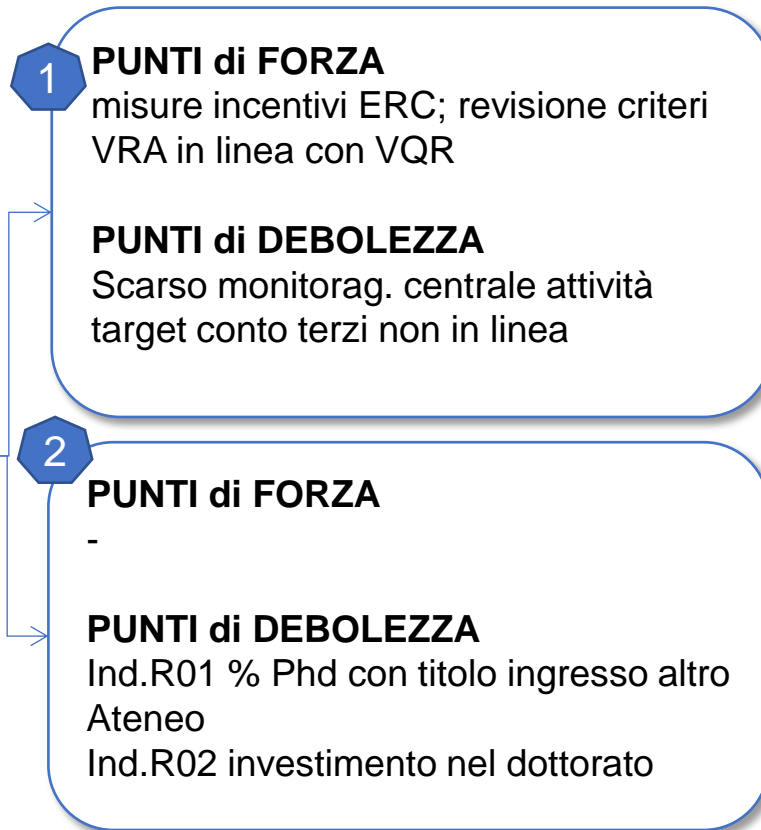 1
PUNTI di FORZA
misure incentivi ERC; revisione criteri
VRA in linea con VQR
PUNTI di DEBOLEZZA
Scarso monitorag. centrale attività
target conto terzi non in linea
2
PUNTI di FORZA
-
PUNTI di DEBOLEZZA
Ind.R01 % Phd con titolo ingresso altro
Ateneo
Ind.R02 investimento nel dottorato